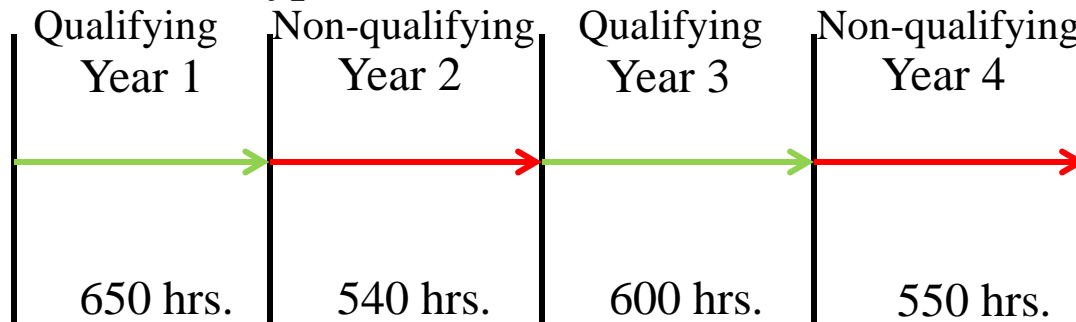 Qualifying Non-qualifying Qualifying Non-qualifying
Year 1 Year 2 Year 3 Year 4
650 hrs. 540 hrs. 600 hrs. 550 hrs.